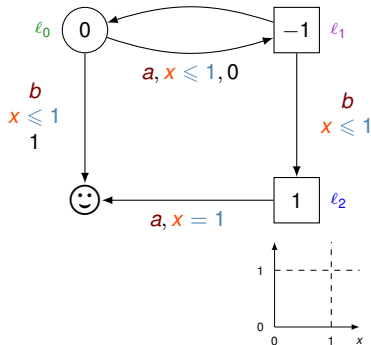 ℓ₀ 0 −1 ℓ₁
a, x ⩽ 1, 0
b
x ⩽ 1
1
b
x ⩽ 1
1 ℓ₂
a, x = 1
1
0
0 1 x